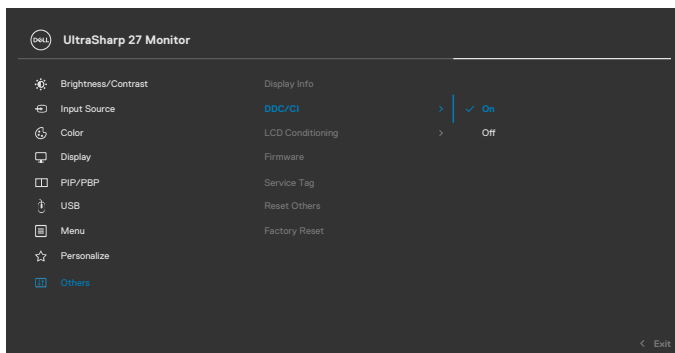 DELL
UltraSharp 27 Monitor
Brightness/Contrast
Input Source
Color
Display
PIP/PBP
USB
Menu
Personalize
Others
Display Info
DDC/CI
LCD Conditioning
Firmware
Service Tag
Reset Others
Factory Reset
On
Off
Exit